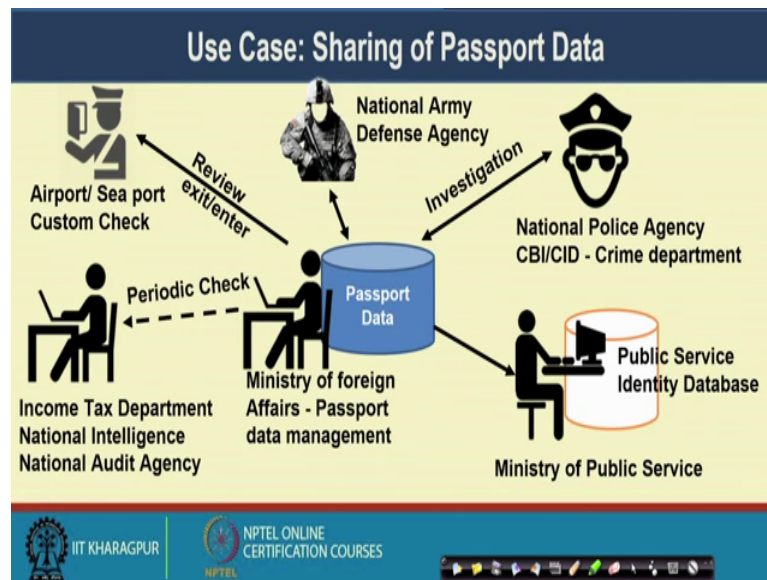 Use Case: Sharing of Passport Data
National Army
Defense Agency
Airport/ Sea port
Custom Check
Review
exit/enter
Investigation
National Police Agency
CBI/CID - Crime department
Periodic Check
Passport
Data
Public Service
Identity Database
Income Tax Department
National Intelligence
National Audit Agency
Ministry of foreign
Affairs - Passport
data management
Ministry of Public Service
IIT KHARAGPUR
NPTEL
NPTEL ONLINE
CERTIFICATION COURSES